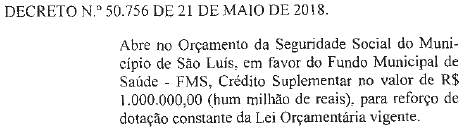 DECRETO N.º 50.756 DE 21 DE MAIO DE 2018.
Abre no Orçamento da Seguridade Social do Muni-
cípio de São Luís, em favor do Fundo Municipal de
Saúde - FMS, Crédito Suplementar no valor de R$
1.000.000,00 (hum milhão de reais), para reforço de
dotação constante da Lei Orçamentária vigente.